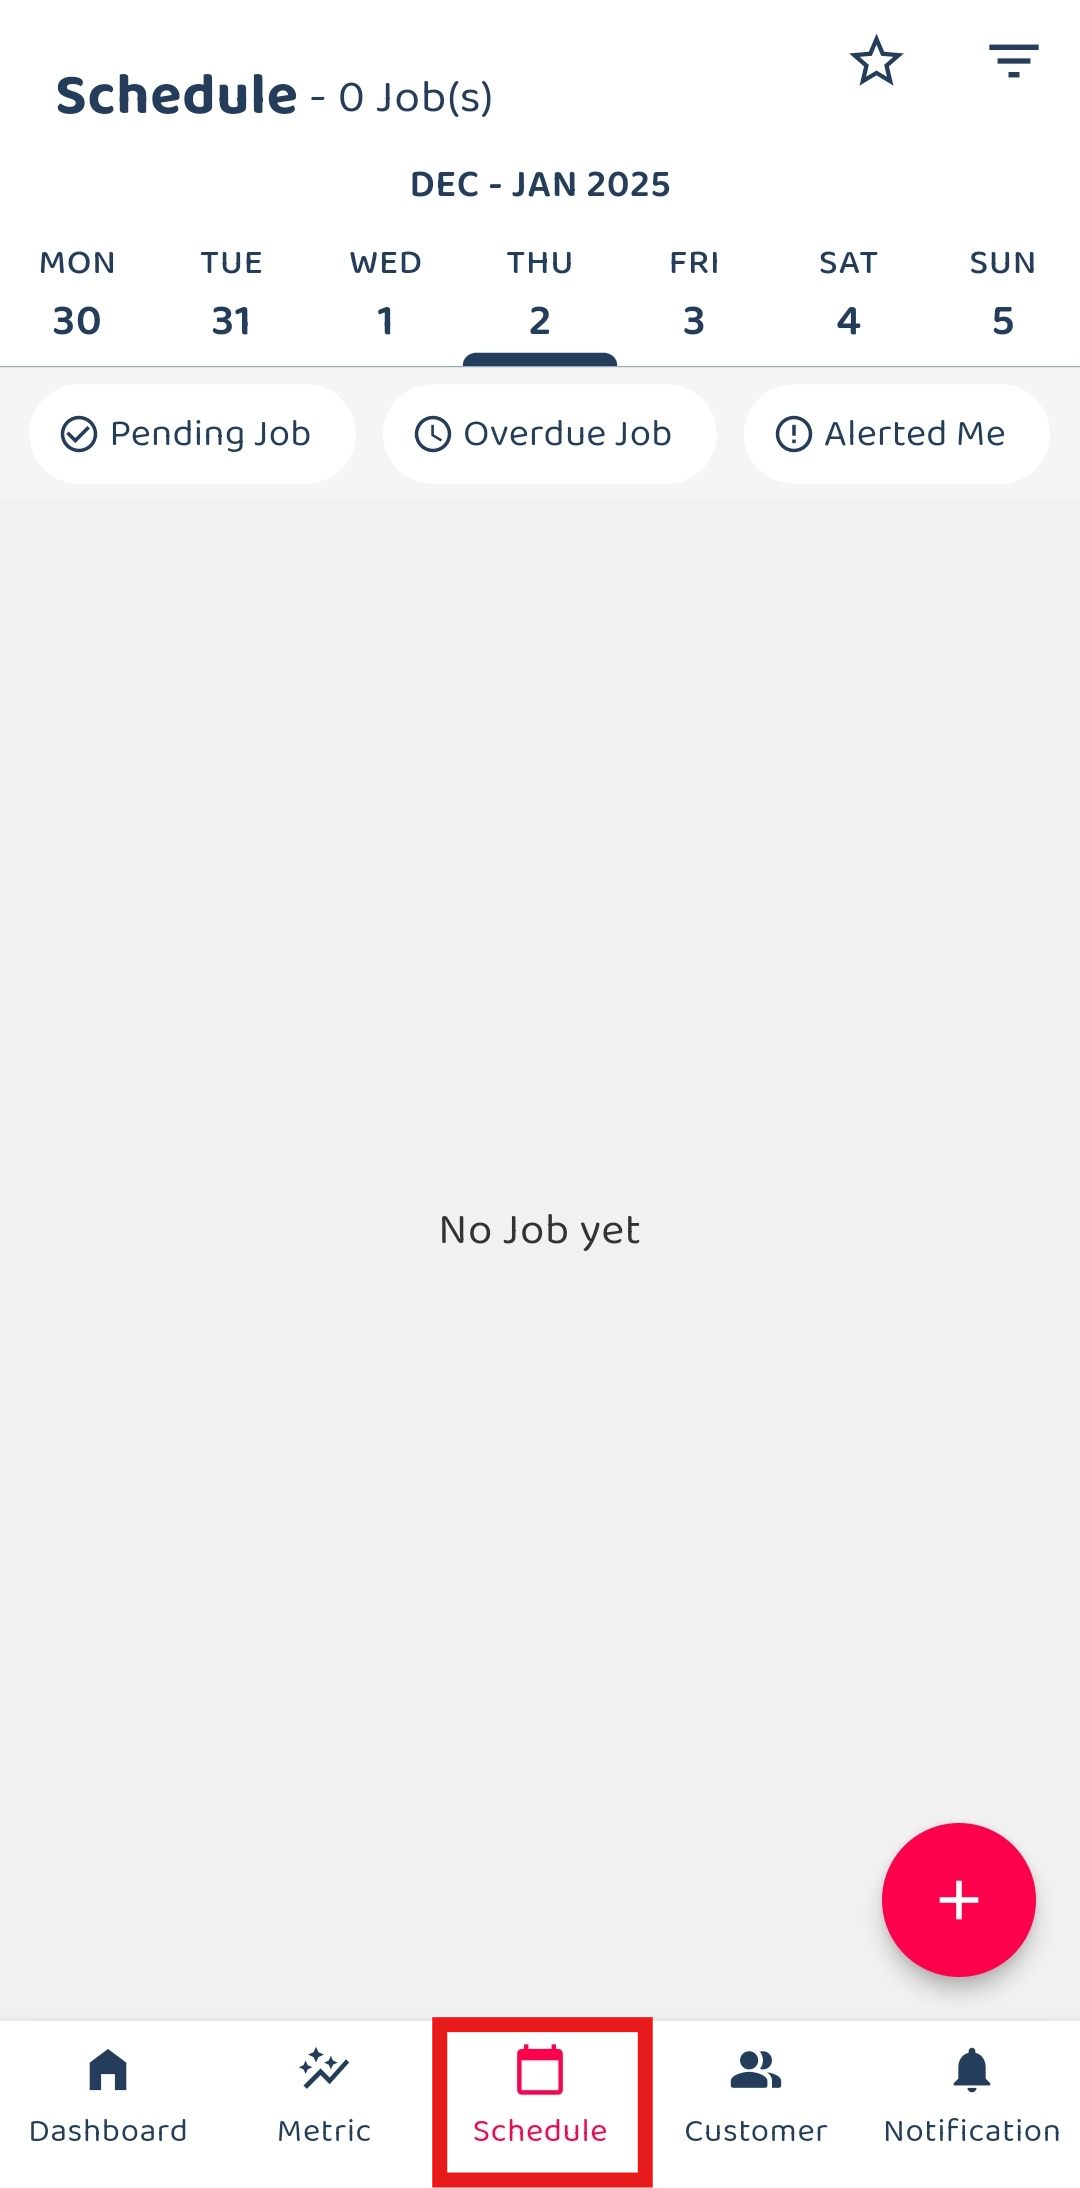 Schedule - 0 Job(s)
DEC - JAN 2025
MON TUE WED THU FRI SAT SUN
30 31 1 2 3 4 5
Pending Job Overdue Job Alerted Me
No Job yet
Dashboard Metric Schedule Customer Notification